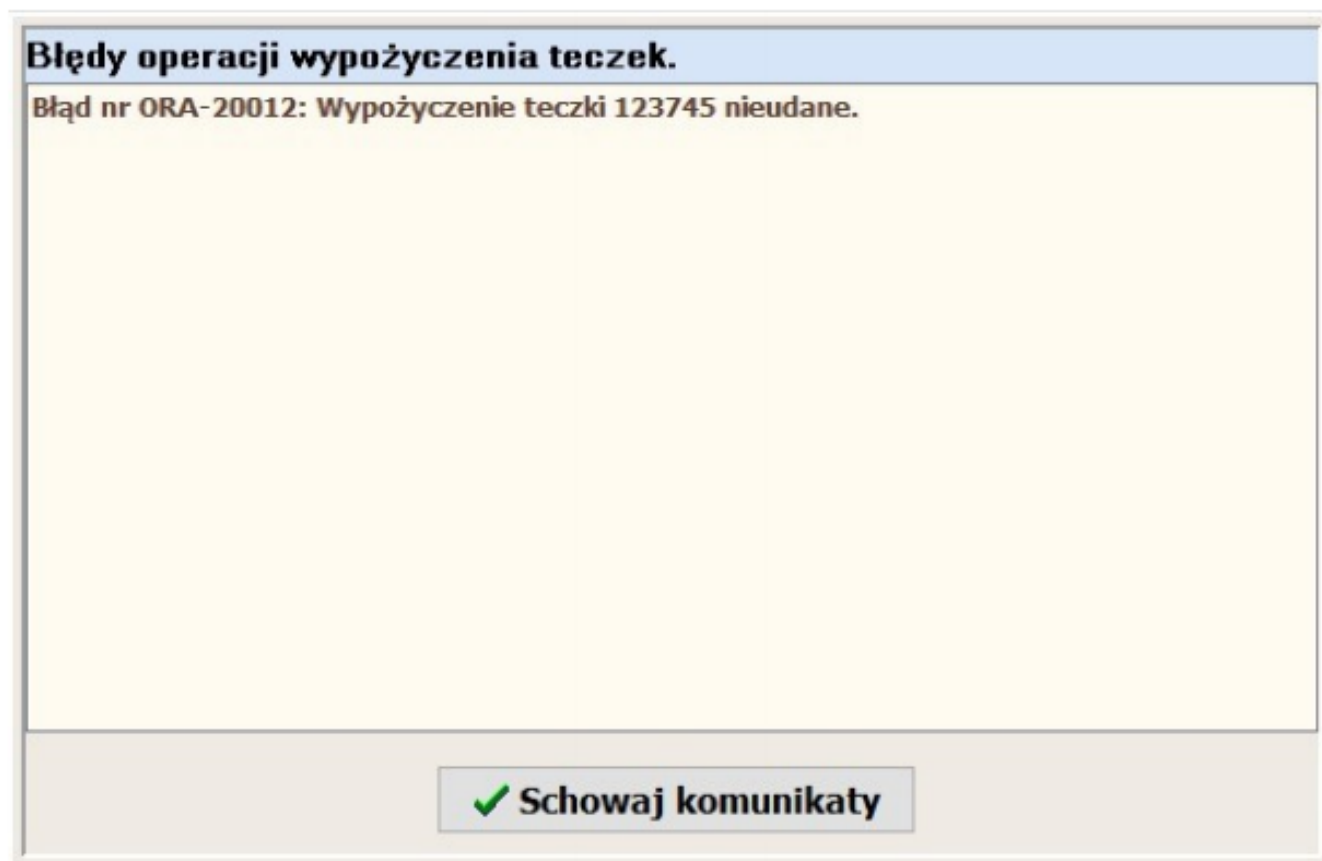 Błędy operacji wypożyczenia teczek.
Błąd nr ORA-20012: Wypożyczenie teczki 123745 nieudane.
Schowaj komunikaty